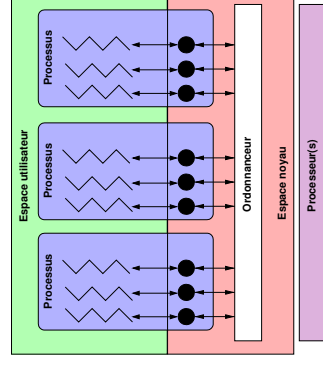 Espace utilisateur
Processus
Processus
Processus
Ordonnanceur
Espace noyau
Processeur(s)